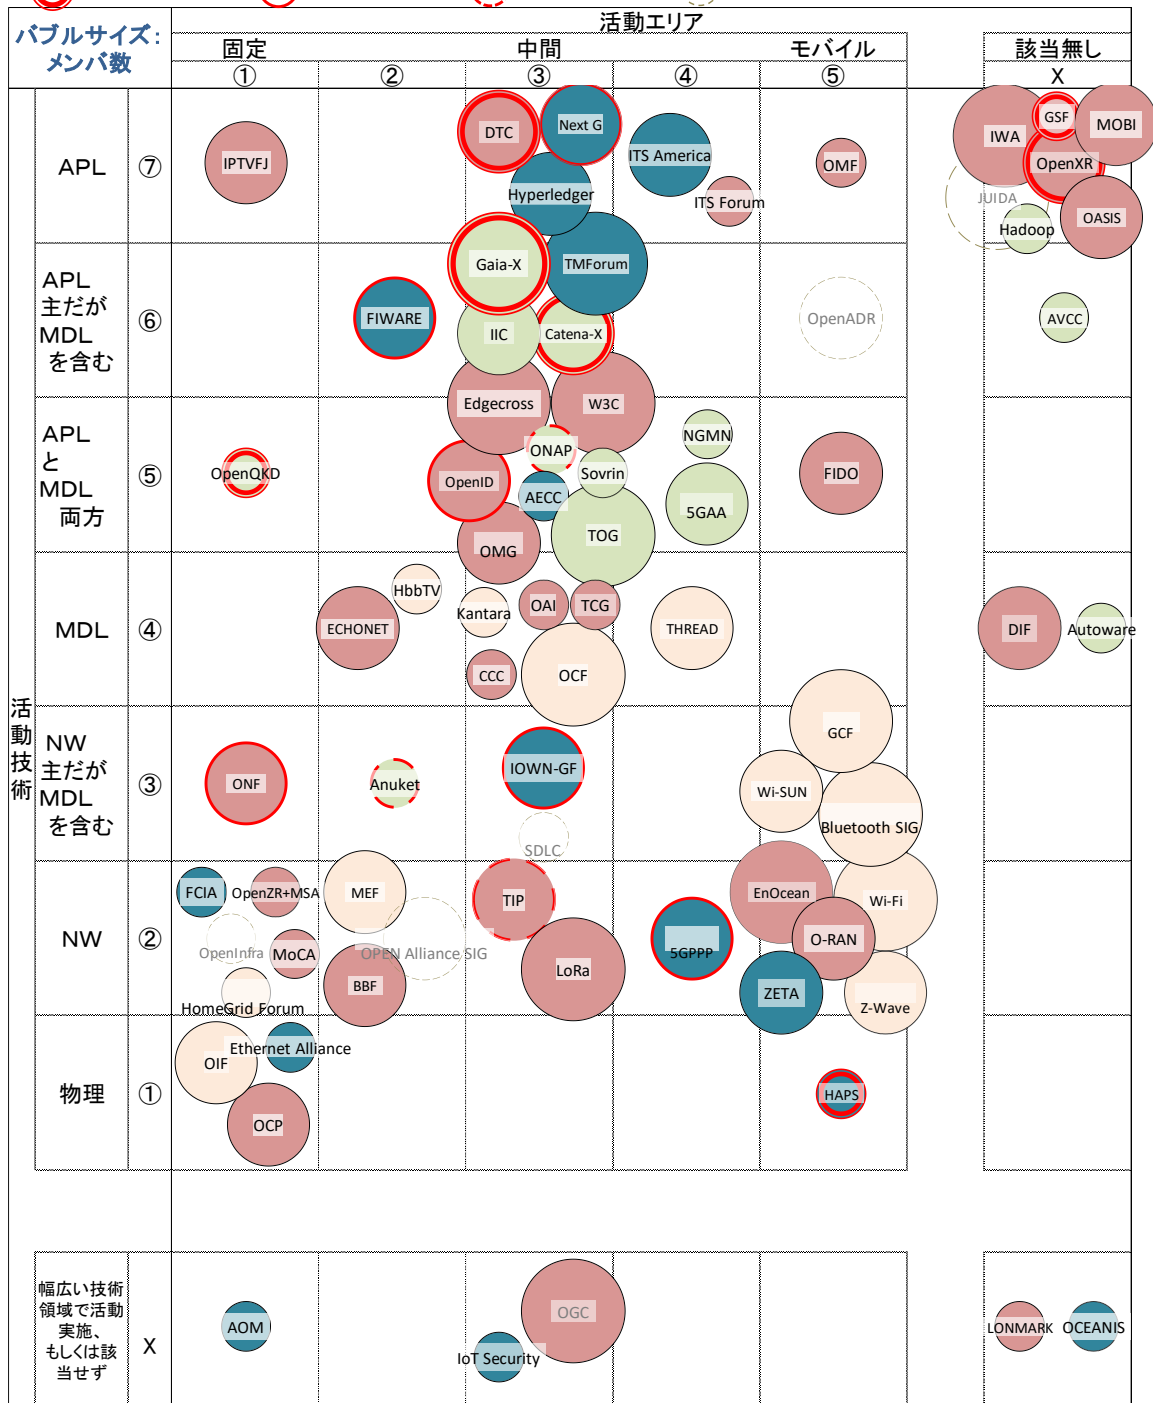 活動エリア
バブルサイズ:
メンバ数
固定
中間
モバイル
該当無し
①
②
③
④
⑤
X
活動技術
APL
⑦
IPTVFJ
DTC
Next G
Hyperledger
ITS America
ITS Forum
OMF
IWA
GSF
MOBI
OpenXR
JUIDA
Hadoop
OASIS
APL
主だが
MDL
を含む
⑥
FIWARE
Gaia-X
TMForum
IIC
Catena-X
OpenADR
AVCC
Edgecross
W3C
APL
と
MDL
両方
⑤
OpenQKD
OpenID
ONAP
AECC
Sovrin
OMG
TOG
NGMN
5GAA
FIDO
MDL
④
ECHONET
HbbTV
Kantara
OAI
TCG
CCC
OCF
THREAD
DIF
Autoware
NW
主だが
MDL
を含む
③
ONF
Anuket
IOWN-GF
SDLC
GCF
Wi-SUN
Bluetooth SIG
NW
②
FCIA
OpenZR+MSA
OpenInfra
MoCA
HomeGrid Forum
MEF
OPEN Alliance SIG
BBF
TIP
LoRa
5GPPP
EnOcean
Wi-Fi
O-RAN
ZETA
Z-Wave
物理
①
OIF
Ethernet Alliance
OCP
HAPS
幅広い技術
領域で活動
実施、
もしくは該
当せず
X
AOM
OGC
IoT Security
LONMARK
OCEANIS